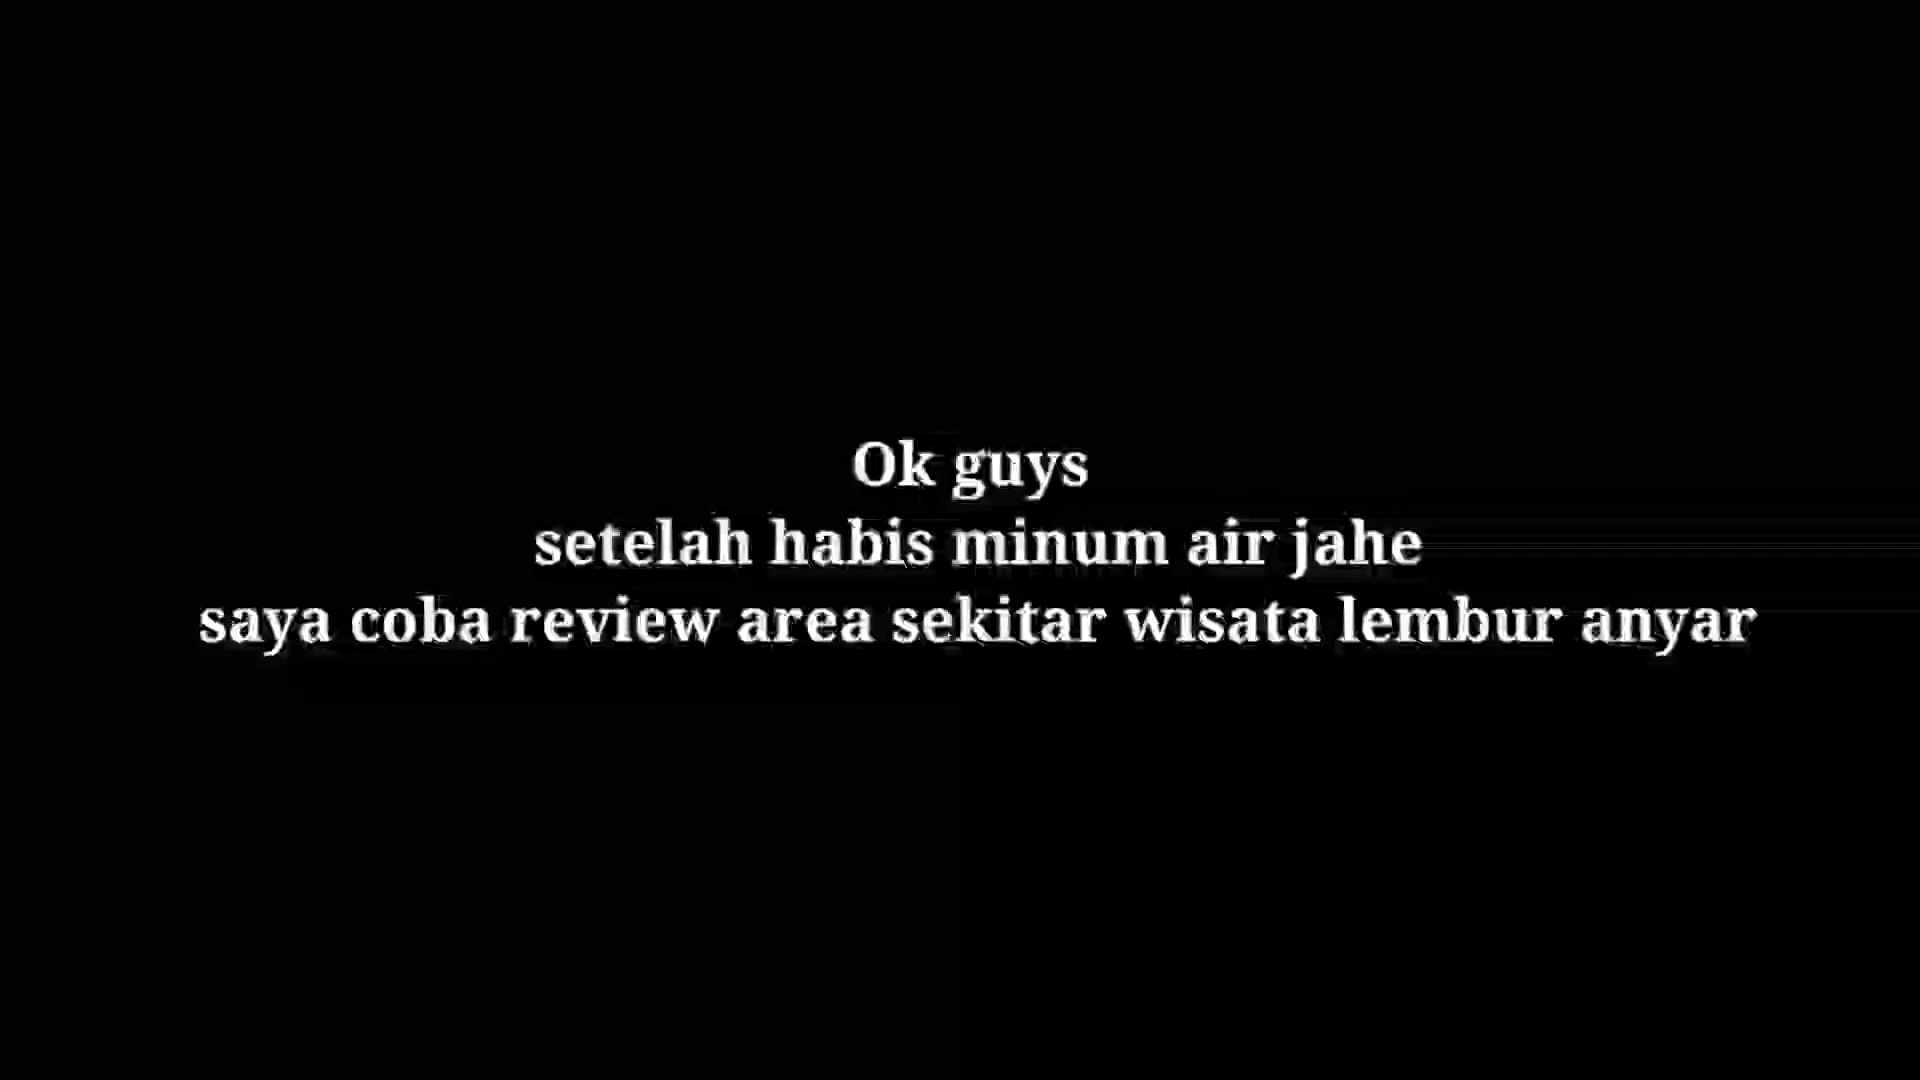 Ok guys
setelah habis minum air jahe
saya coba review area sekitar wisata lembur anyar